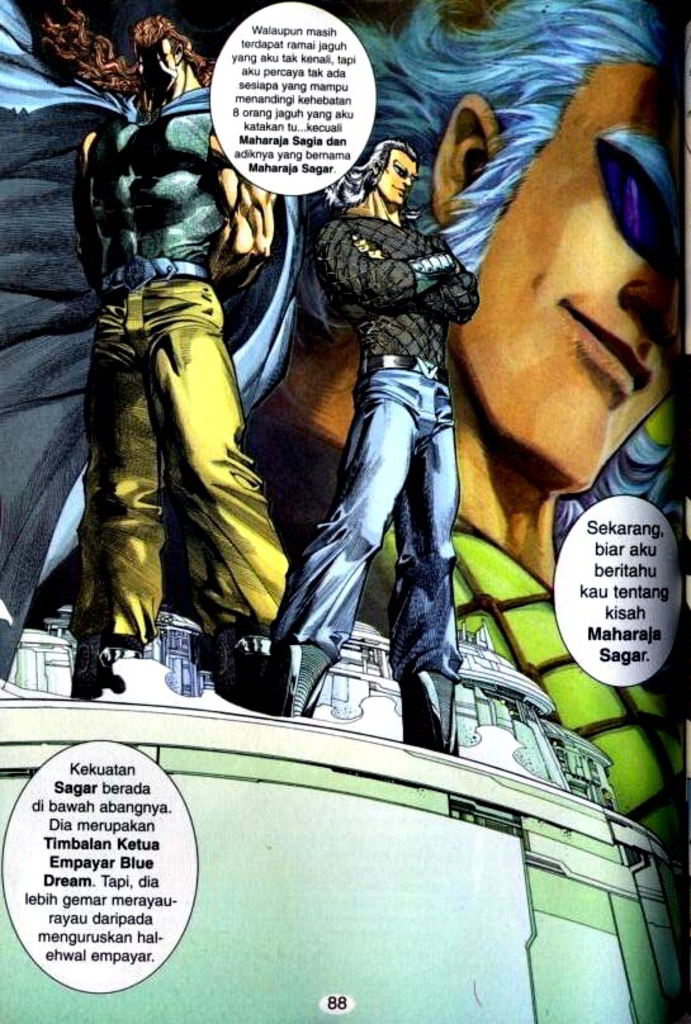 Walaupun masih
terdapat ramai jaguh
yang aku tak kenali, tapi
aku percaya tak ada
sesiapa yang mampu
menandingi kehebatan
8 orang jaguh yang aku
katakan tu...kecuali
Maharaja Sagia dan
adiknya yang bernama
Maharaja Sagar.
Sekarang,
biar aku
beritahu
kau tentang
kisah
Maharaja
Sagar.
Kekuatan
Sagar berada
di bawah abangnya.
Dia merupakan
Timbalan Ketua
Empayar Blue
Dream. Tapi, dia
lebih gemar merayau-
rayau daripada
menguruskan hal-
ehwal empayar.
88